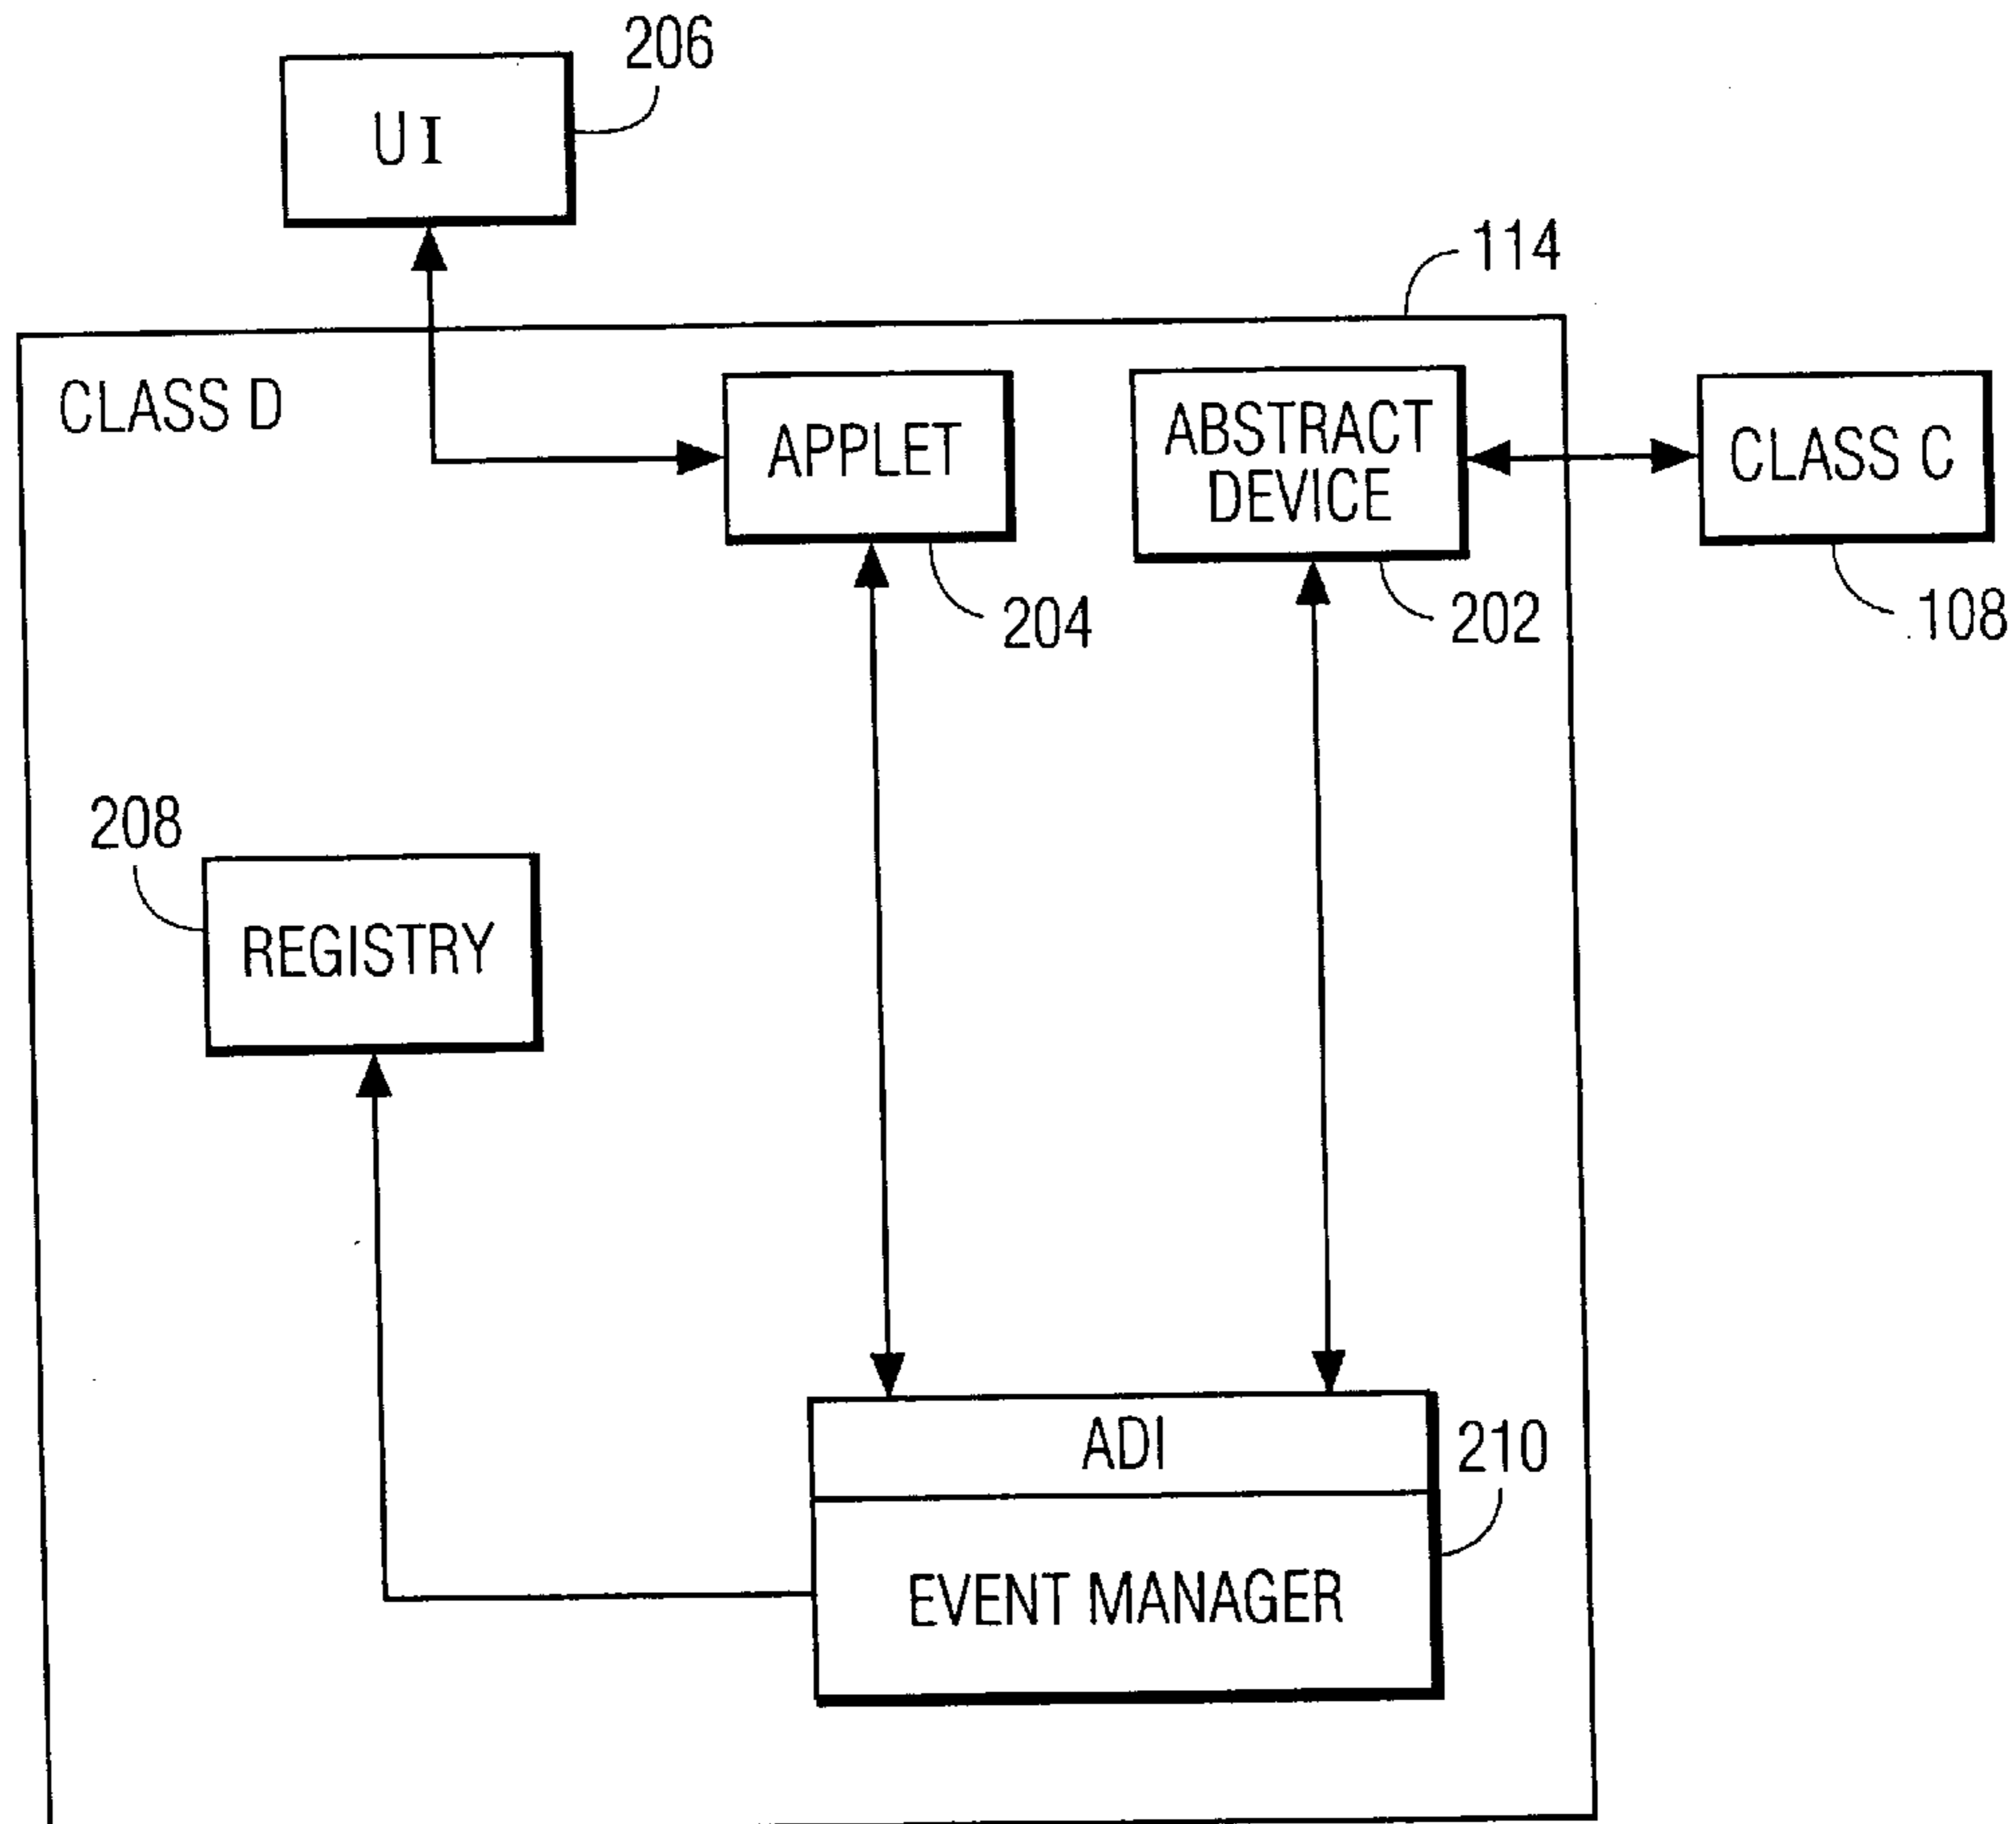 206
UI
114
CLASS D
APPLET
ABSTRACT
DEVICE
CLASS C
204
202
108
208
REGISTRY
ADI
210
EVENT MANAGER